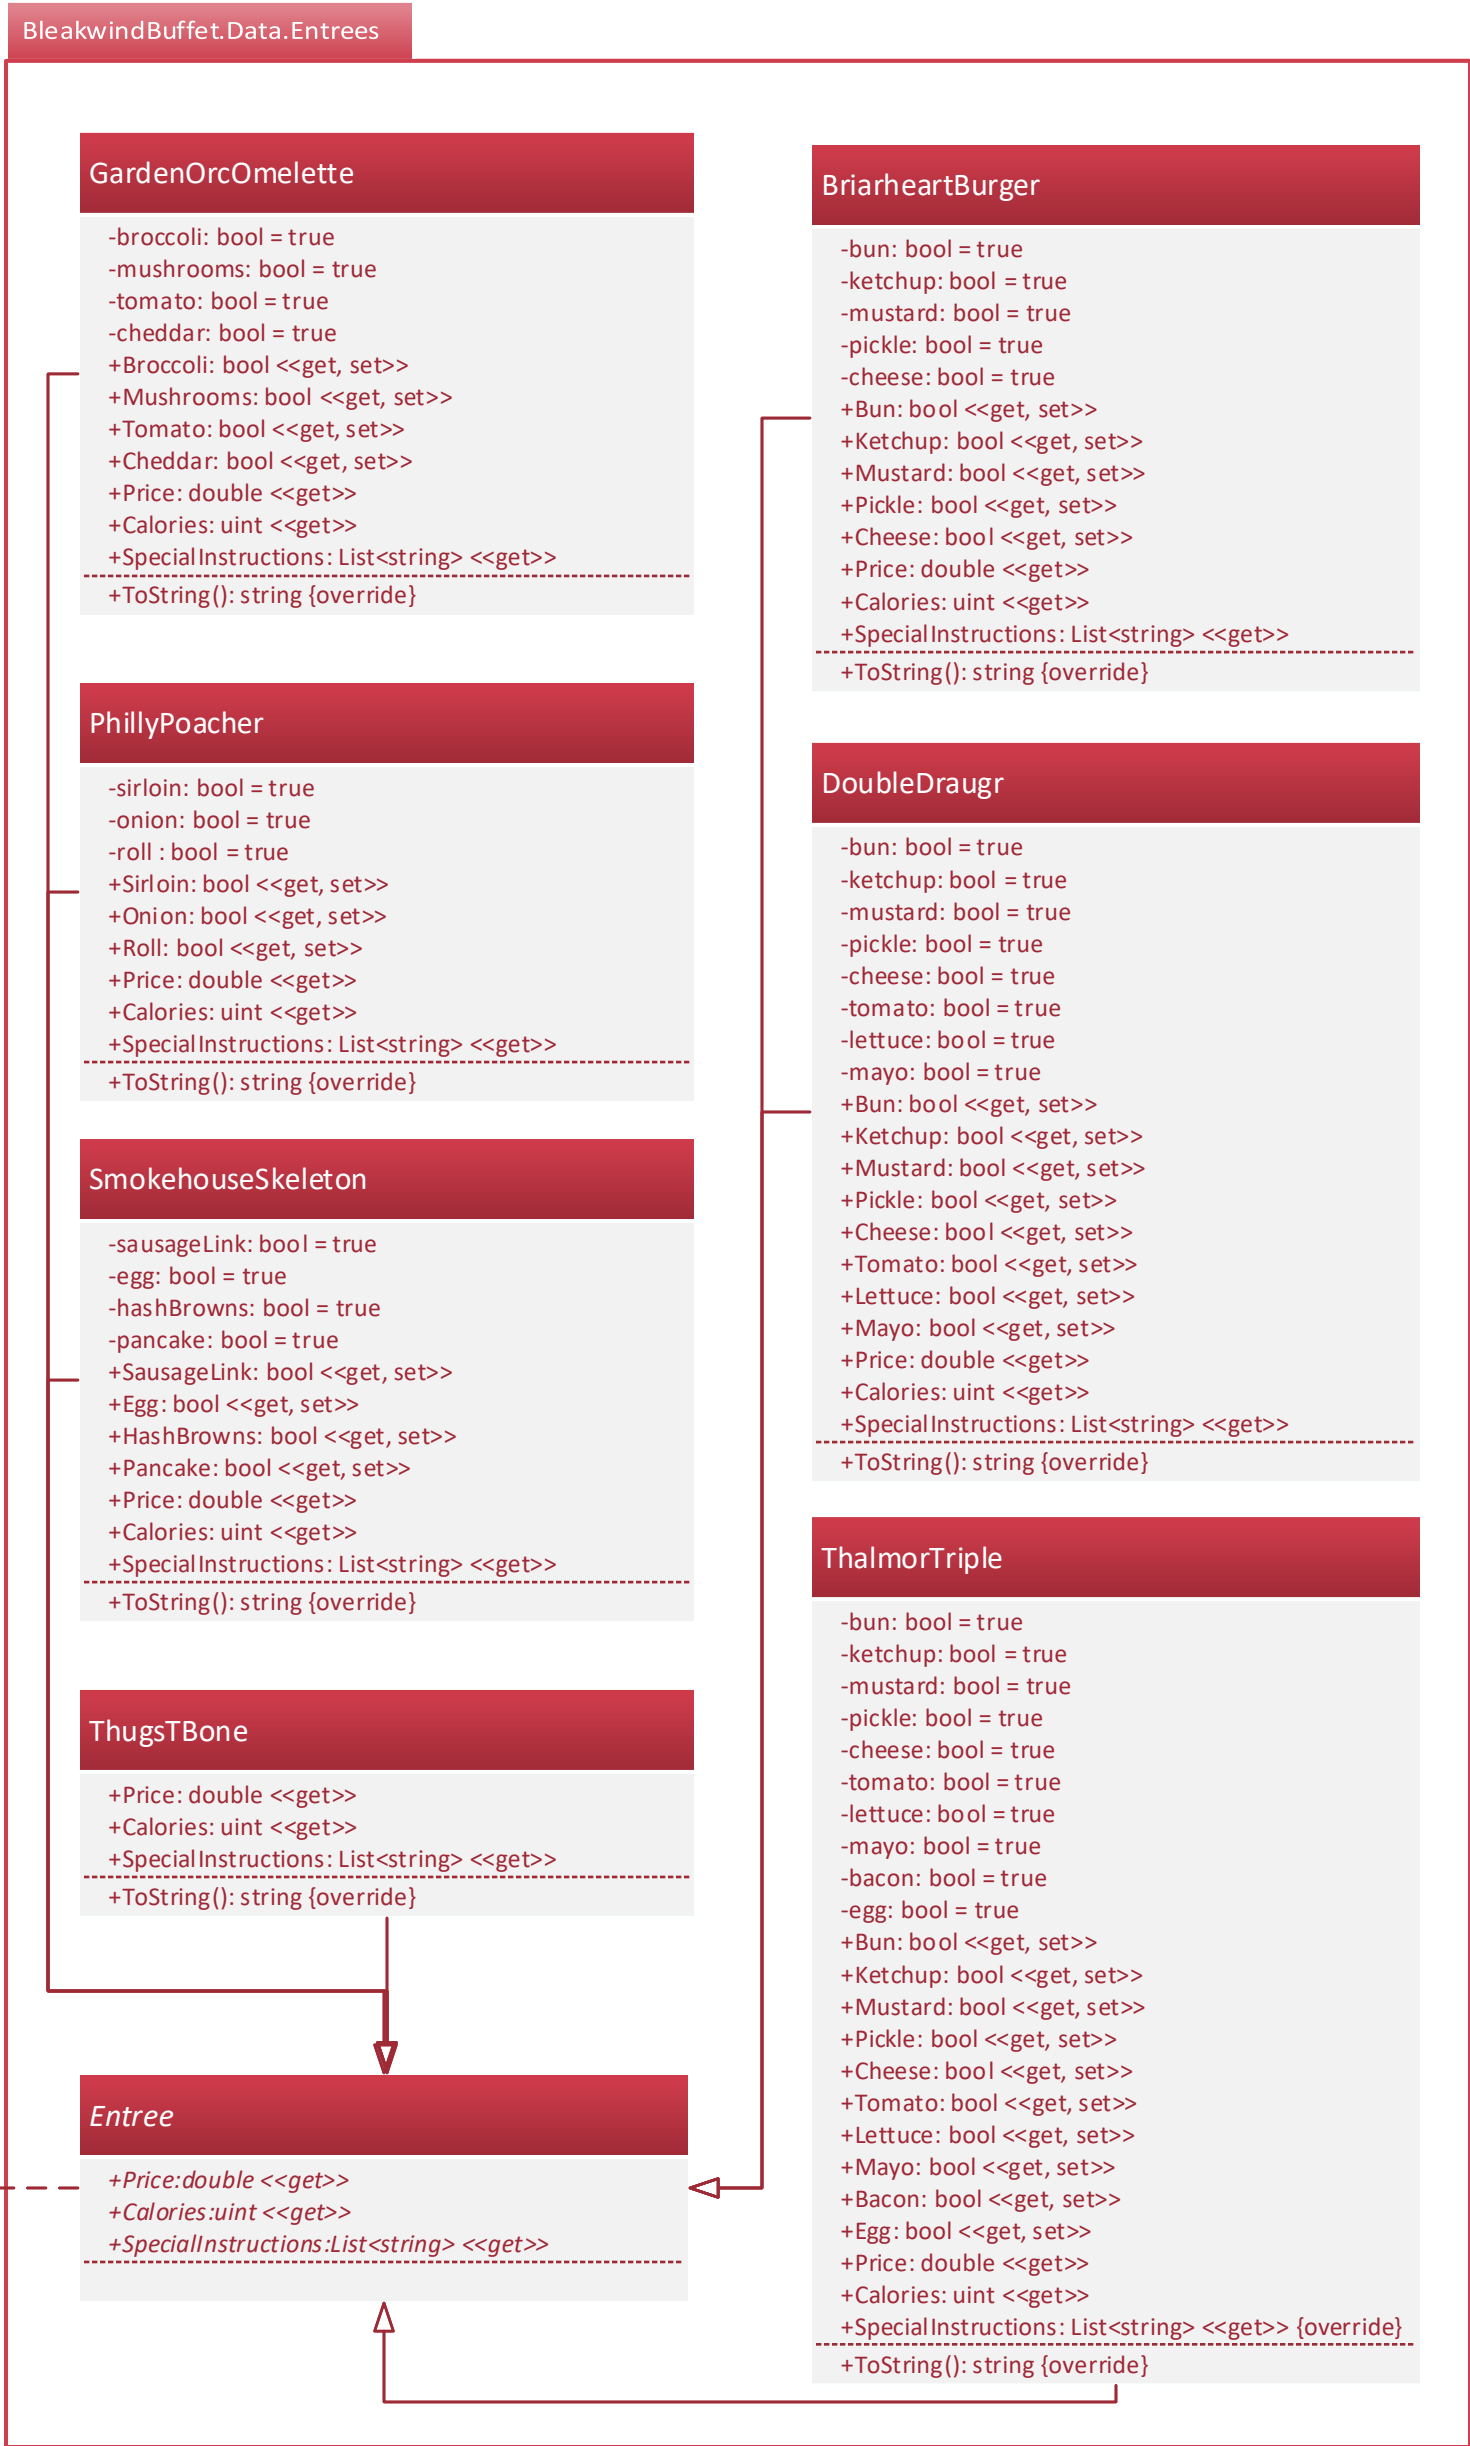 BleakwindBuffet.Data.Entrees
GardenOrcOmelette
-broccoli: bool = true
-mushrooms: bool = true
-tomato: bool = true
-cheddar: bool = true
+Broccoli: bool <<get, set>>
+Mushrooms: bool <<get, set>>
+Tomato: bool <<get, set>>
+Cheddar: bool <<get, set>>
+Price: double <<get>>
+Calories: uint <<get>>
+SpecialInstructions: List<string> <<get>>
+ToString(): string {override}
PhillyPoacher
-sirloin: bool = true
-onion: bool = true
-roll : bool = true
+Sirloin: bool <<get, set>>
+Onion: bool <<get, set>>
+Roll: bool <<get, set>>
+Price: double <<get>>
+Calories: uint <<get>>
+SpecialInstructions: List<string> <<get>>
+ToString(): string {override}
SmokehouseSkeleton
-sausageLink: bool = true
-egg: bool = true
-hashBrowns: bool = true
-pancake: bool = true
+SausageLink: bool <<get, set>>
+Egg: bool <<get, set>>
+HashBrowns: bool <<get, set>>
+Pancake: bool <<get, set>>
+Price: double <<get>>
+Calories: uint <<get>>
+SpecialInstructions: List<string> <<get>>
+ToString(): string {override}
ThugsTBone
+Price: double <<get>>
+Calories: uint <<get>>
+SpecialInstructions: List<string> <<get>>
+ToString(): string {override}
Entree
+Price:double <<get>>
+Calories:uint <<get>>
+SpecialInstructions:List<string> <<get>>
BriarheartBurger
-bun: bool = true
-ketchup: bool = true
-mustard: bool = true
-pickle: bool = true
-cheese: bool = true
+Bun: bool <<get, set>>
+Ketchup: bool <<get, set>>
+Mustard: bool <<get, set>>
+Pickle: bool <<get, set>>
+Cheese: bool <<get, set>>
+Price: double <<get>>
+Calories: uint <<get>>
+SpecialInstructions: List<string> <<get>>
+ToString(): string {override}
DoubleDraugr
-bun: bool = true
-ketchup: bool = true
-mustard: bool = true
-pickle: bool = true
-cheese: bool = true
-tomato: bool = true
-lettuce: bool = true
-mayo: bool = true
+Bun: bool <<get, set>>
+Ketchup: bool <<get, set>>
+Mustard: bool <<get, set>>
+Pickle: bool <<get, set>>
+Cheese: bool <<get, set>>
+Tomato: bool <<get, set>>
+Lettuce: bool <<get, set>>
+Mayo: bool <<get, set>>
+Price: double <<get>>
+Calories: uint <<get>>
+SpecialInstructions: List<string> <<get>>
+ToString(): string {override}
ThalmorTriple
-bun: bool = true
-ketchup: bool = true
-mustard: bool = true
-pickle: bool = true
-cheese: bool = true
-tomato: bool = true
-lettuce: bool = true
-mayo: bool = true
-bacon: bool = true
-egg: bool = true
+Bun: bool <<get, set>>
+Ketchup: bool <<get, set>>
+Mustard: bool <<get, set>>
+Pickle: bool <<get, set>>
+Cheese: bool <<get, set>>
+Tomato: bool <<get, set>>
+Lettuce: bool <<get, set>>
+Mayo: bool <<get, set>>
+Bacon: bool <<get, set>>
+Egg: bool <<get, set>>
+Price: double <<get>>
+Calories: uint <<get>>
+SpecialInstructions: List<string> <<get>> {override}
+ToString(): string {override}